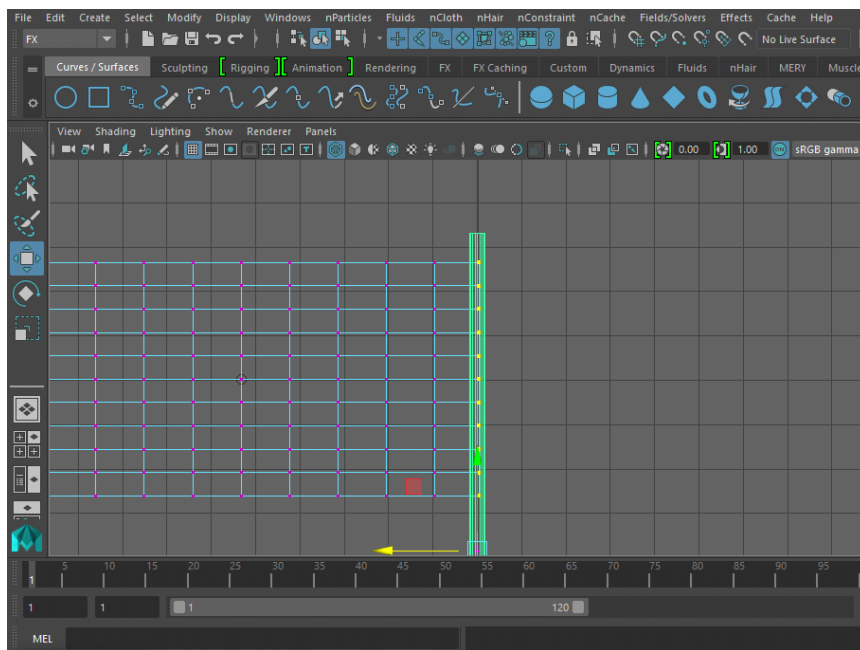 File Edit Create Select Modify Display Windows nParticles Fluids nCloth nHair nConstraint nCache Fields/Solvers Effects Cache Help
FX No Live Surface
Curves / Surfaces Sculpting Rigging Animation Rendering FX FX Caching Custom Dynamics Fluids nHair MERY Muscle
View Shading Lighting Show Renderer Panels
0.00 1.00 ON sRGB gamma
5 10 15 20 25 30 35 40 45 50 55 60 65 70 75 80 85 90 95
1
1 1 1 120
MEL